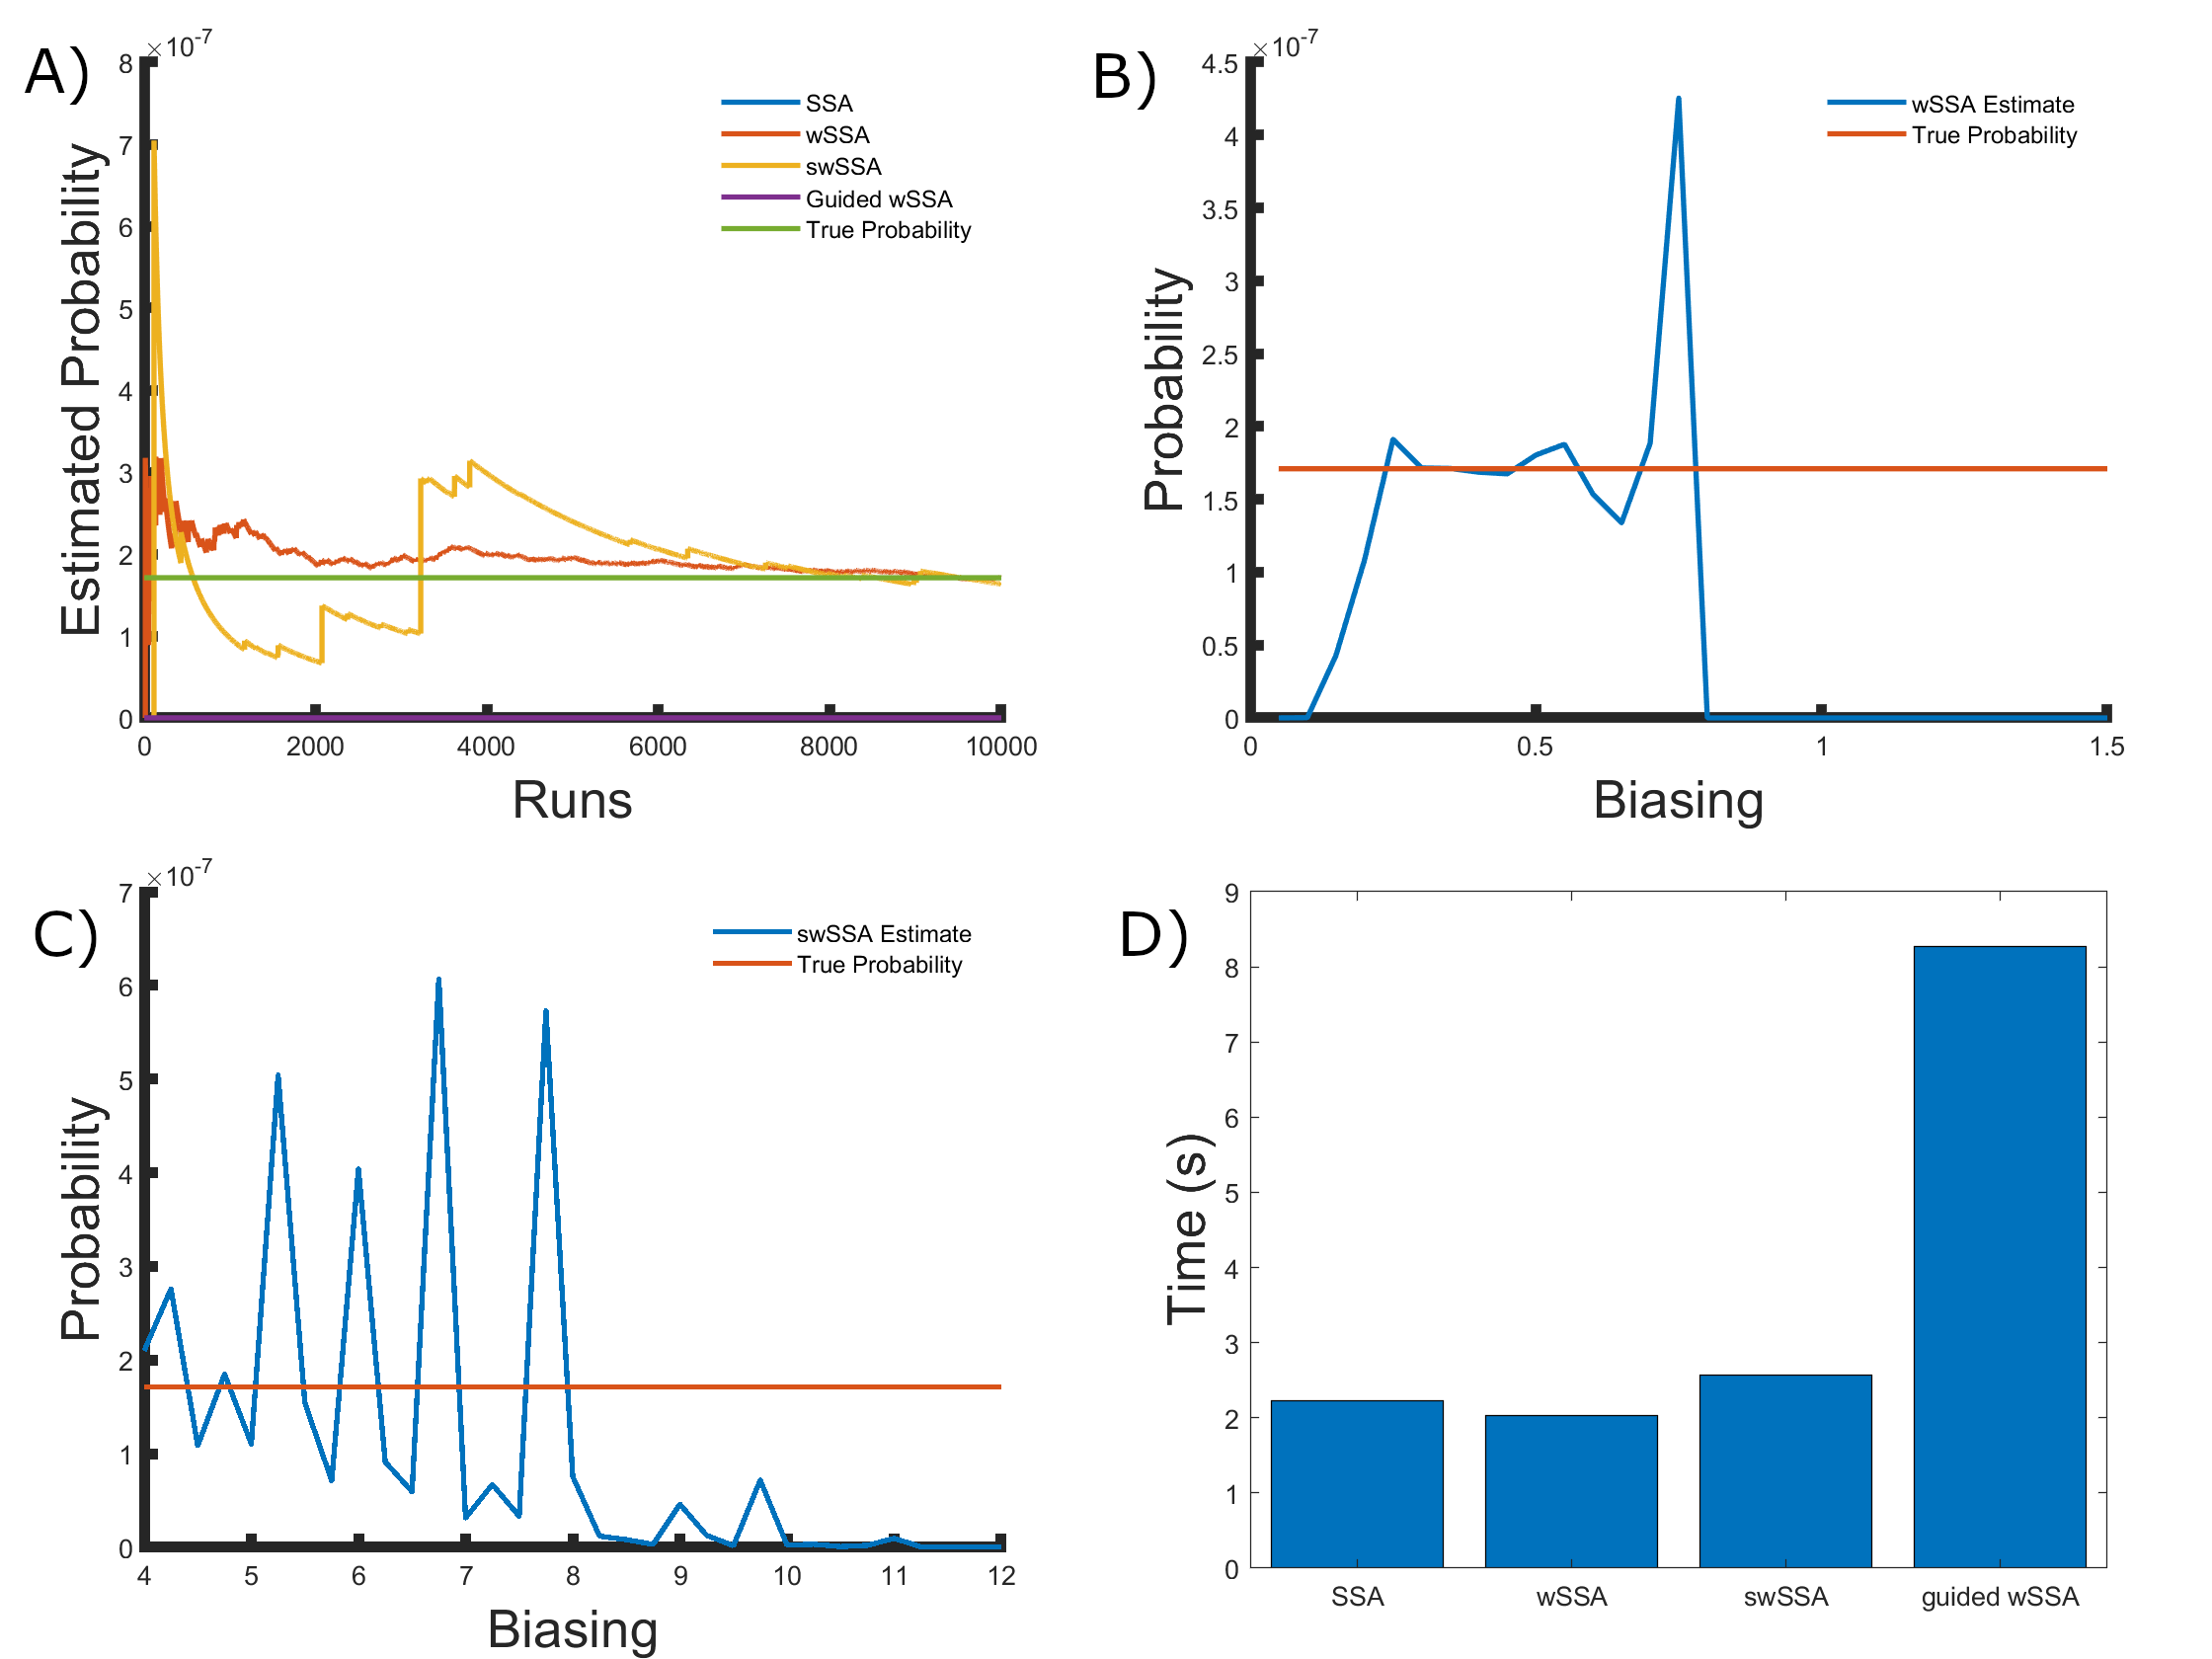 A)
×10-7
8
7
6
5
4
3
2
1
0
Estimated Probability
SSA
wSSA
swSSA
Guided wSSA
True Probability
0 2000 4000 6000 8000 10000
Runs
B)
×10-7
4.5
4
3.5
3
2.5
2
1.5
1
0.5
0
Probability
wSSA Estimate
True Probability
0 0.5 1 1.5
Biasing
C)
×10-7
7
6
5
4
3
2
1
0
Probability
swSSA Estimate
True Probability
4 5 6 7 8 9 10 11 12
Biasing
D)
9
8
7
6
5
4
3
2
1
0
Time (s)
SSA wSSA swSSA guided wSSA